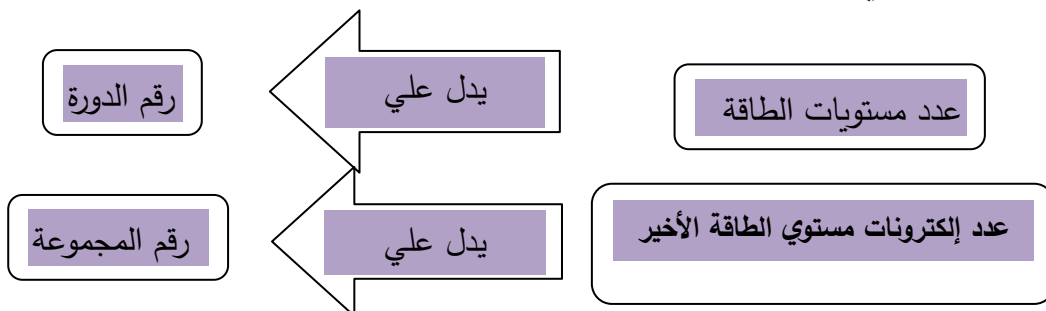 عدد مستويات الطاقة يدل علي رقم الدورة
عدد إلكترونات مستوي الطاقة الأخير يدل علي رقم المجموعة